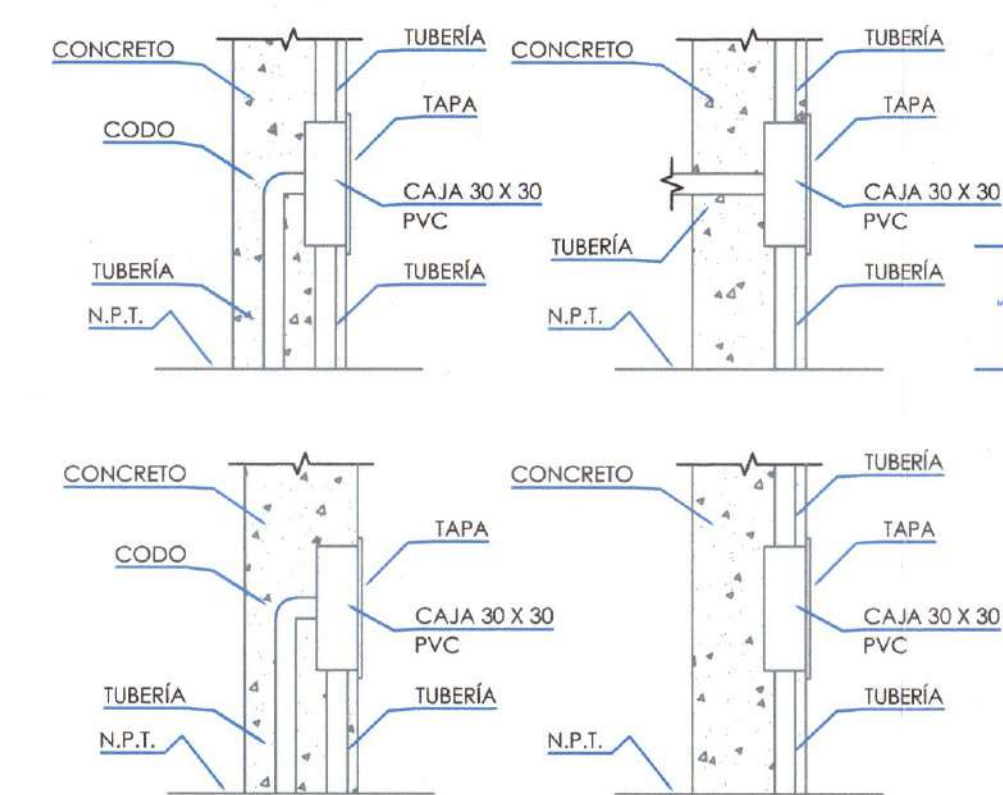 CONCRETO
TUBERÍA
TAPA
CODO
CAJA 30 X 30
PVC
TUBERÍA
TUBERÍA
N.P.T.
CONCRETO
TUBERÍA
TAPA
CAJA 30 X 30
PVC
TUBERÍA
TUBERÍA
N.P.T.
CONCRETO
TAPA
CODO
CAJA 30 X 30
PVC
TUBERÍA
TUBERÍA
N.P.T.
CONCRETO
TUBERÍA
TAPA
CAJA 30 X 30
PVC
TUBERÍA
N.P.T.